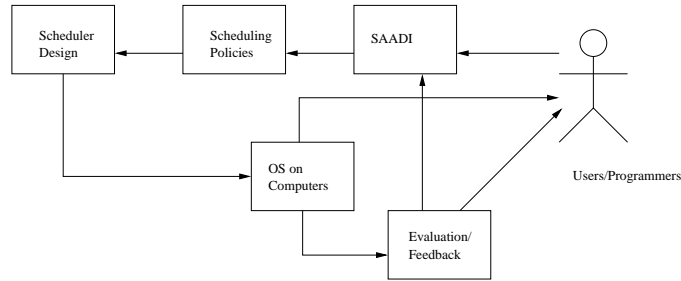 Scheduler
Design
Scheduling
Policies
SAADI
OS on
Computers
Users/Programmers
Evaluation/
Feedback